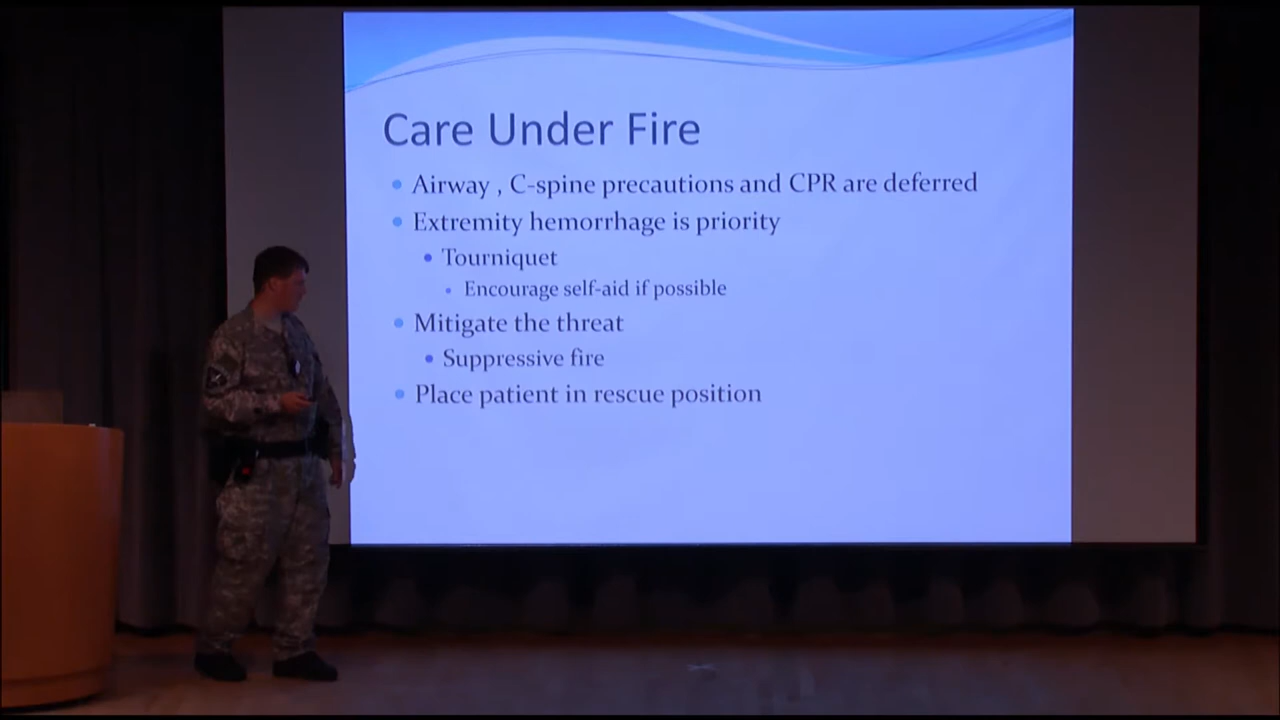 Care Under Fire
Airway , C-spine precautions and CPR are deferred
Extremity hemorrhage is priority
Tourniquet
Encourage self-aid if possible
Mitigate the threat
Suppressive fire
Place patient in rescue position